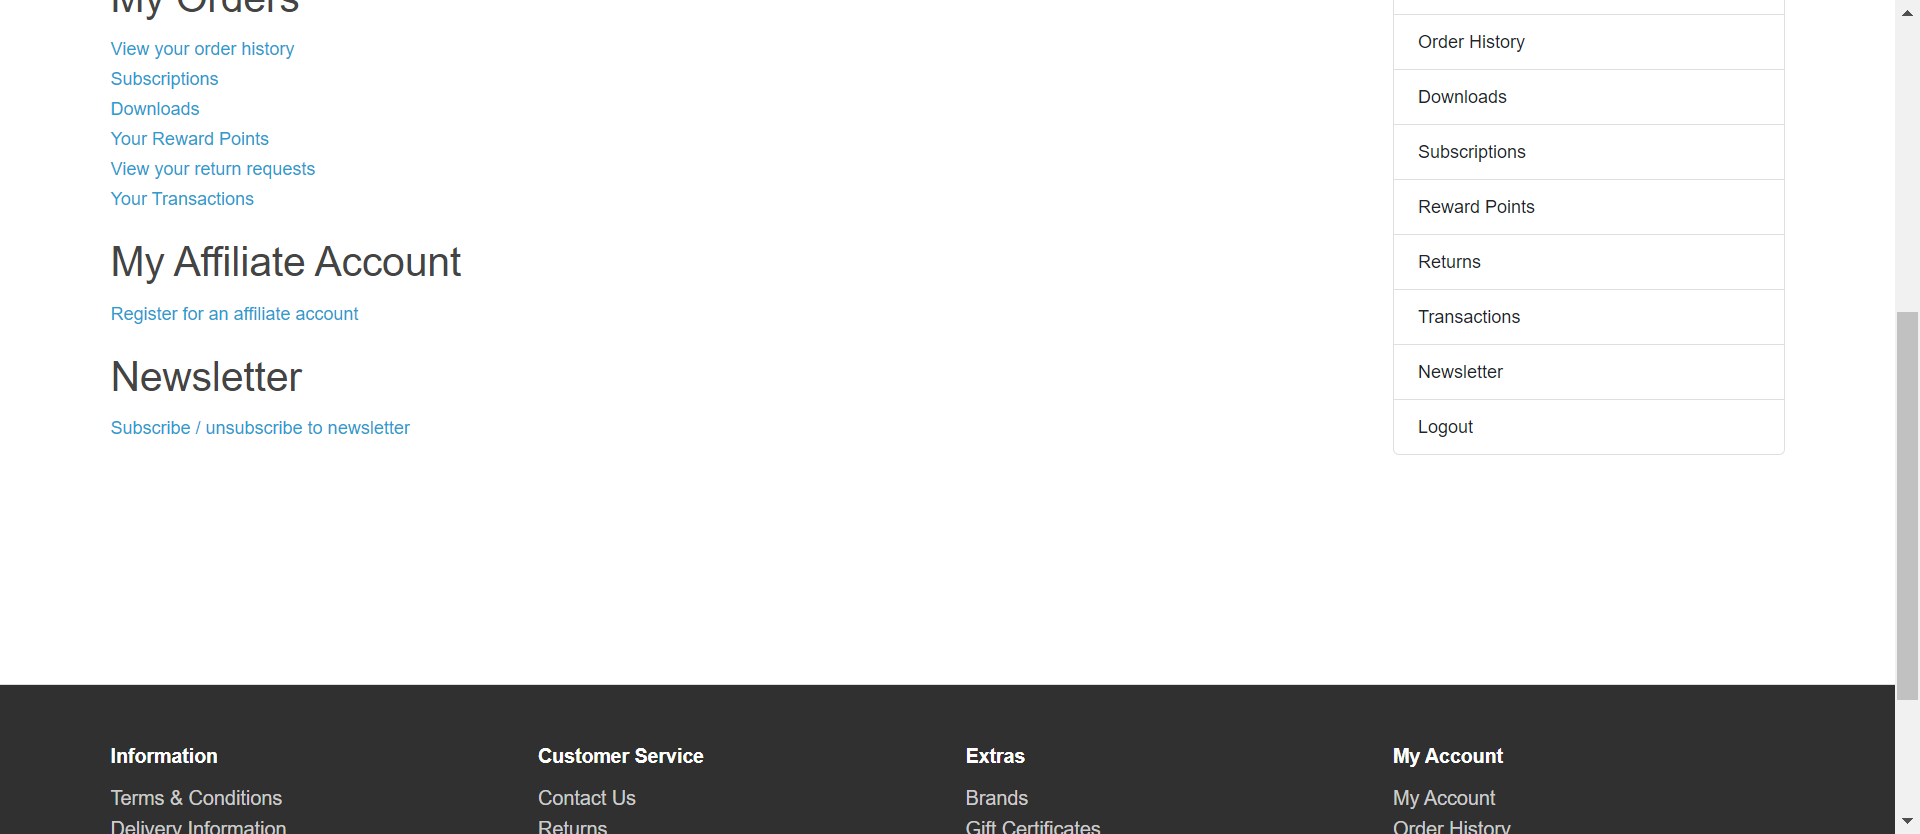 My Orders
View your order history
Subscriptions
Downloads
Your Reward Points
View your return requests
Your Transactions
My Affiliate Account
Register for an affiliate account
Newsletter
Subscribe / unsubscribe to newsletter
Order History
Downloads
Subscriptions
Reward Points
Returns
Transactions
Newsletter
Logout
Information
Terms & Conditions
Delivery Information
Customer Service
Contact Us
Returns
Extras
Brands
Gift Certificates
My Account
My Account
Order History